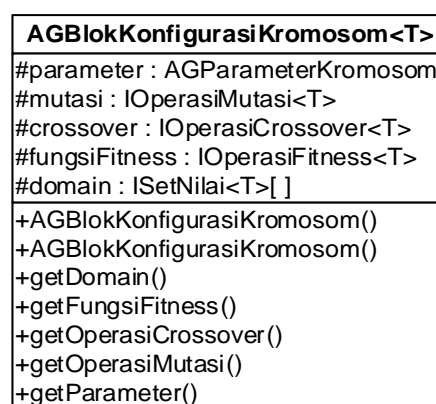 AGBlokKonfigurasiKromosom<T>
#parameter : AGParameterKromosom
#mutasi : IOperasiMutasi<T>
#crossover : IOperasiCrossover<T>
#fungsiFitness : IOperasiFitness<T>
#domain : ISetNilai<T>[ ]
+AGBlokKonfigurasiKromosom()
+AGBlokKonfigurasiKromosom()
+getDomain()
+getFungsiFitness()
+getOperasiCrossover()
+getOperasiMutasi()
+getParameter()